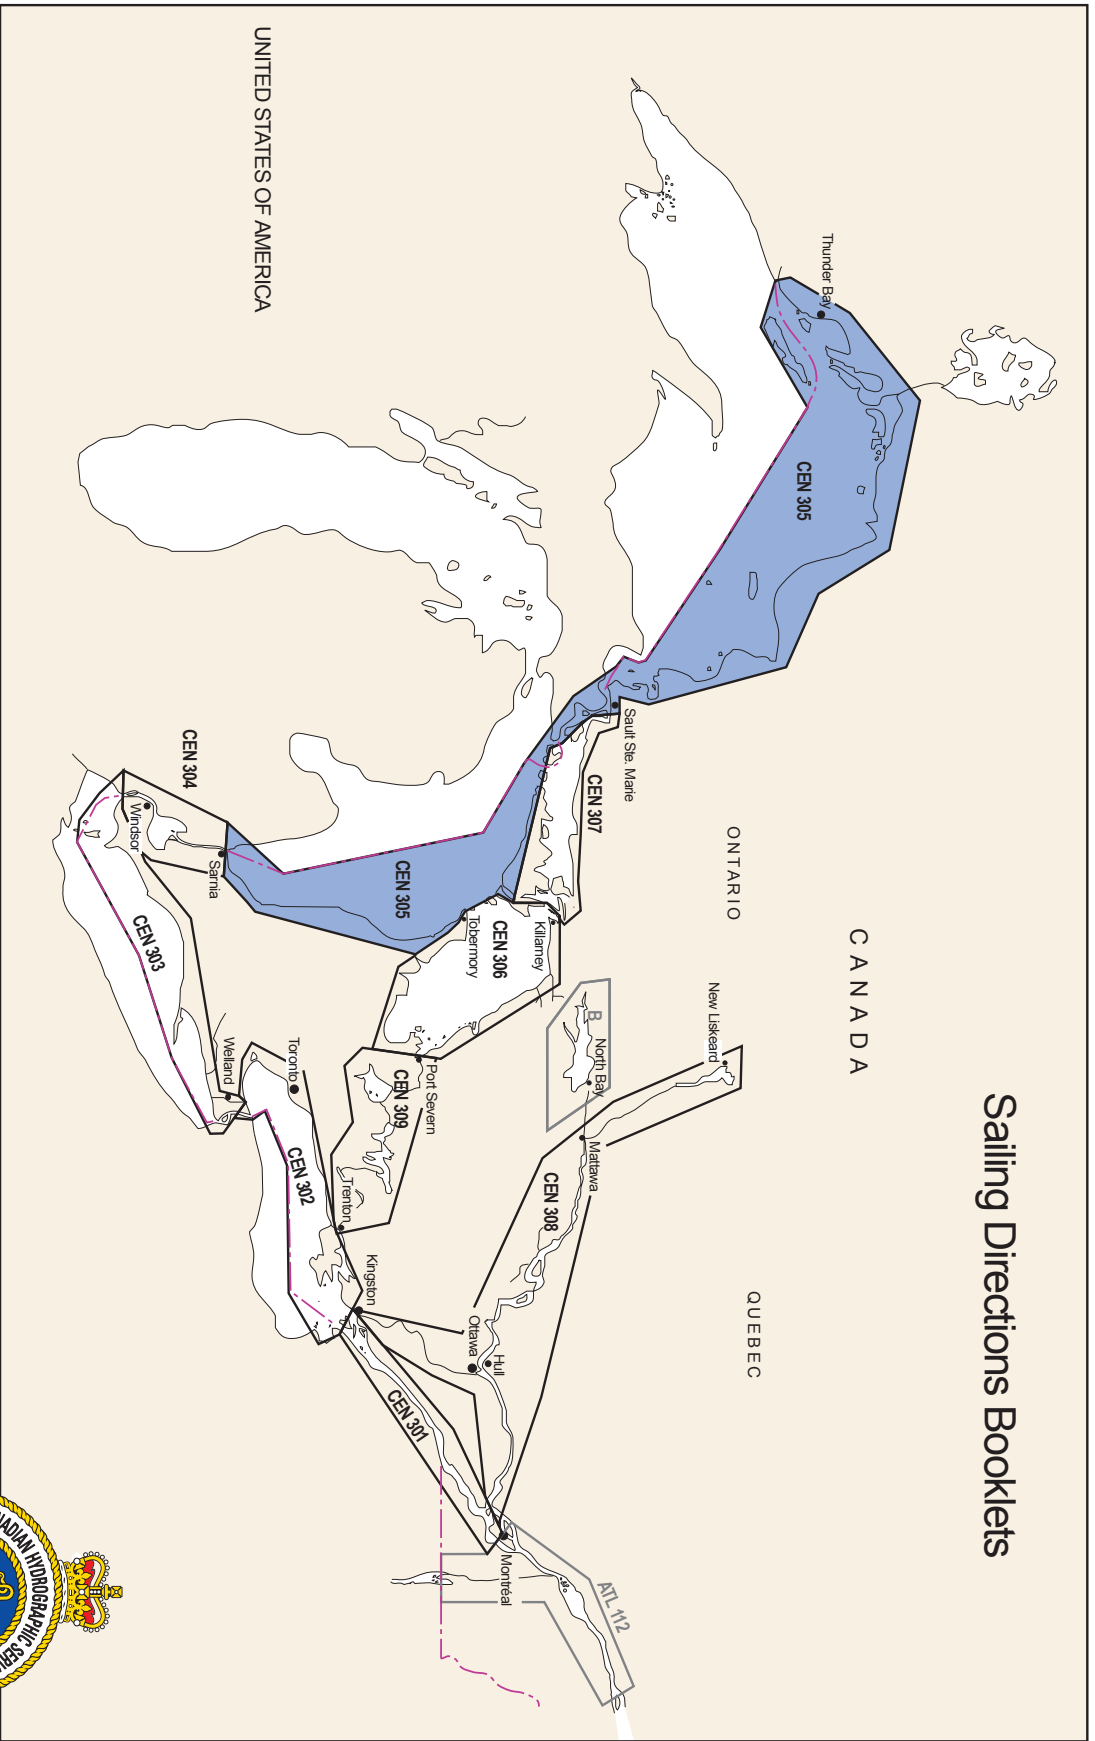 Sailing Directions Booklets
CANADA
ONTARIO
QUEBEC
UNITED STATES OF AMERICA
Thunder Bay
CEN 305
Sault Ste. Marie
CEN 307
New Liskeard
B
North Bay
Mattawa
CEN 308
Killarney
CEN 306
Tobermory
CEN 305
Port Severn
CEN 309
Trenton
Kingston
Ottawa
Hull
CEN 301
Montréal
ATL 112
Toronto
CEN 302
Welland
CEN 303
Sarnia
Windsor
CEN 304